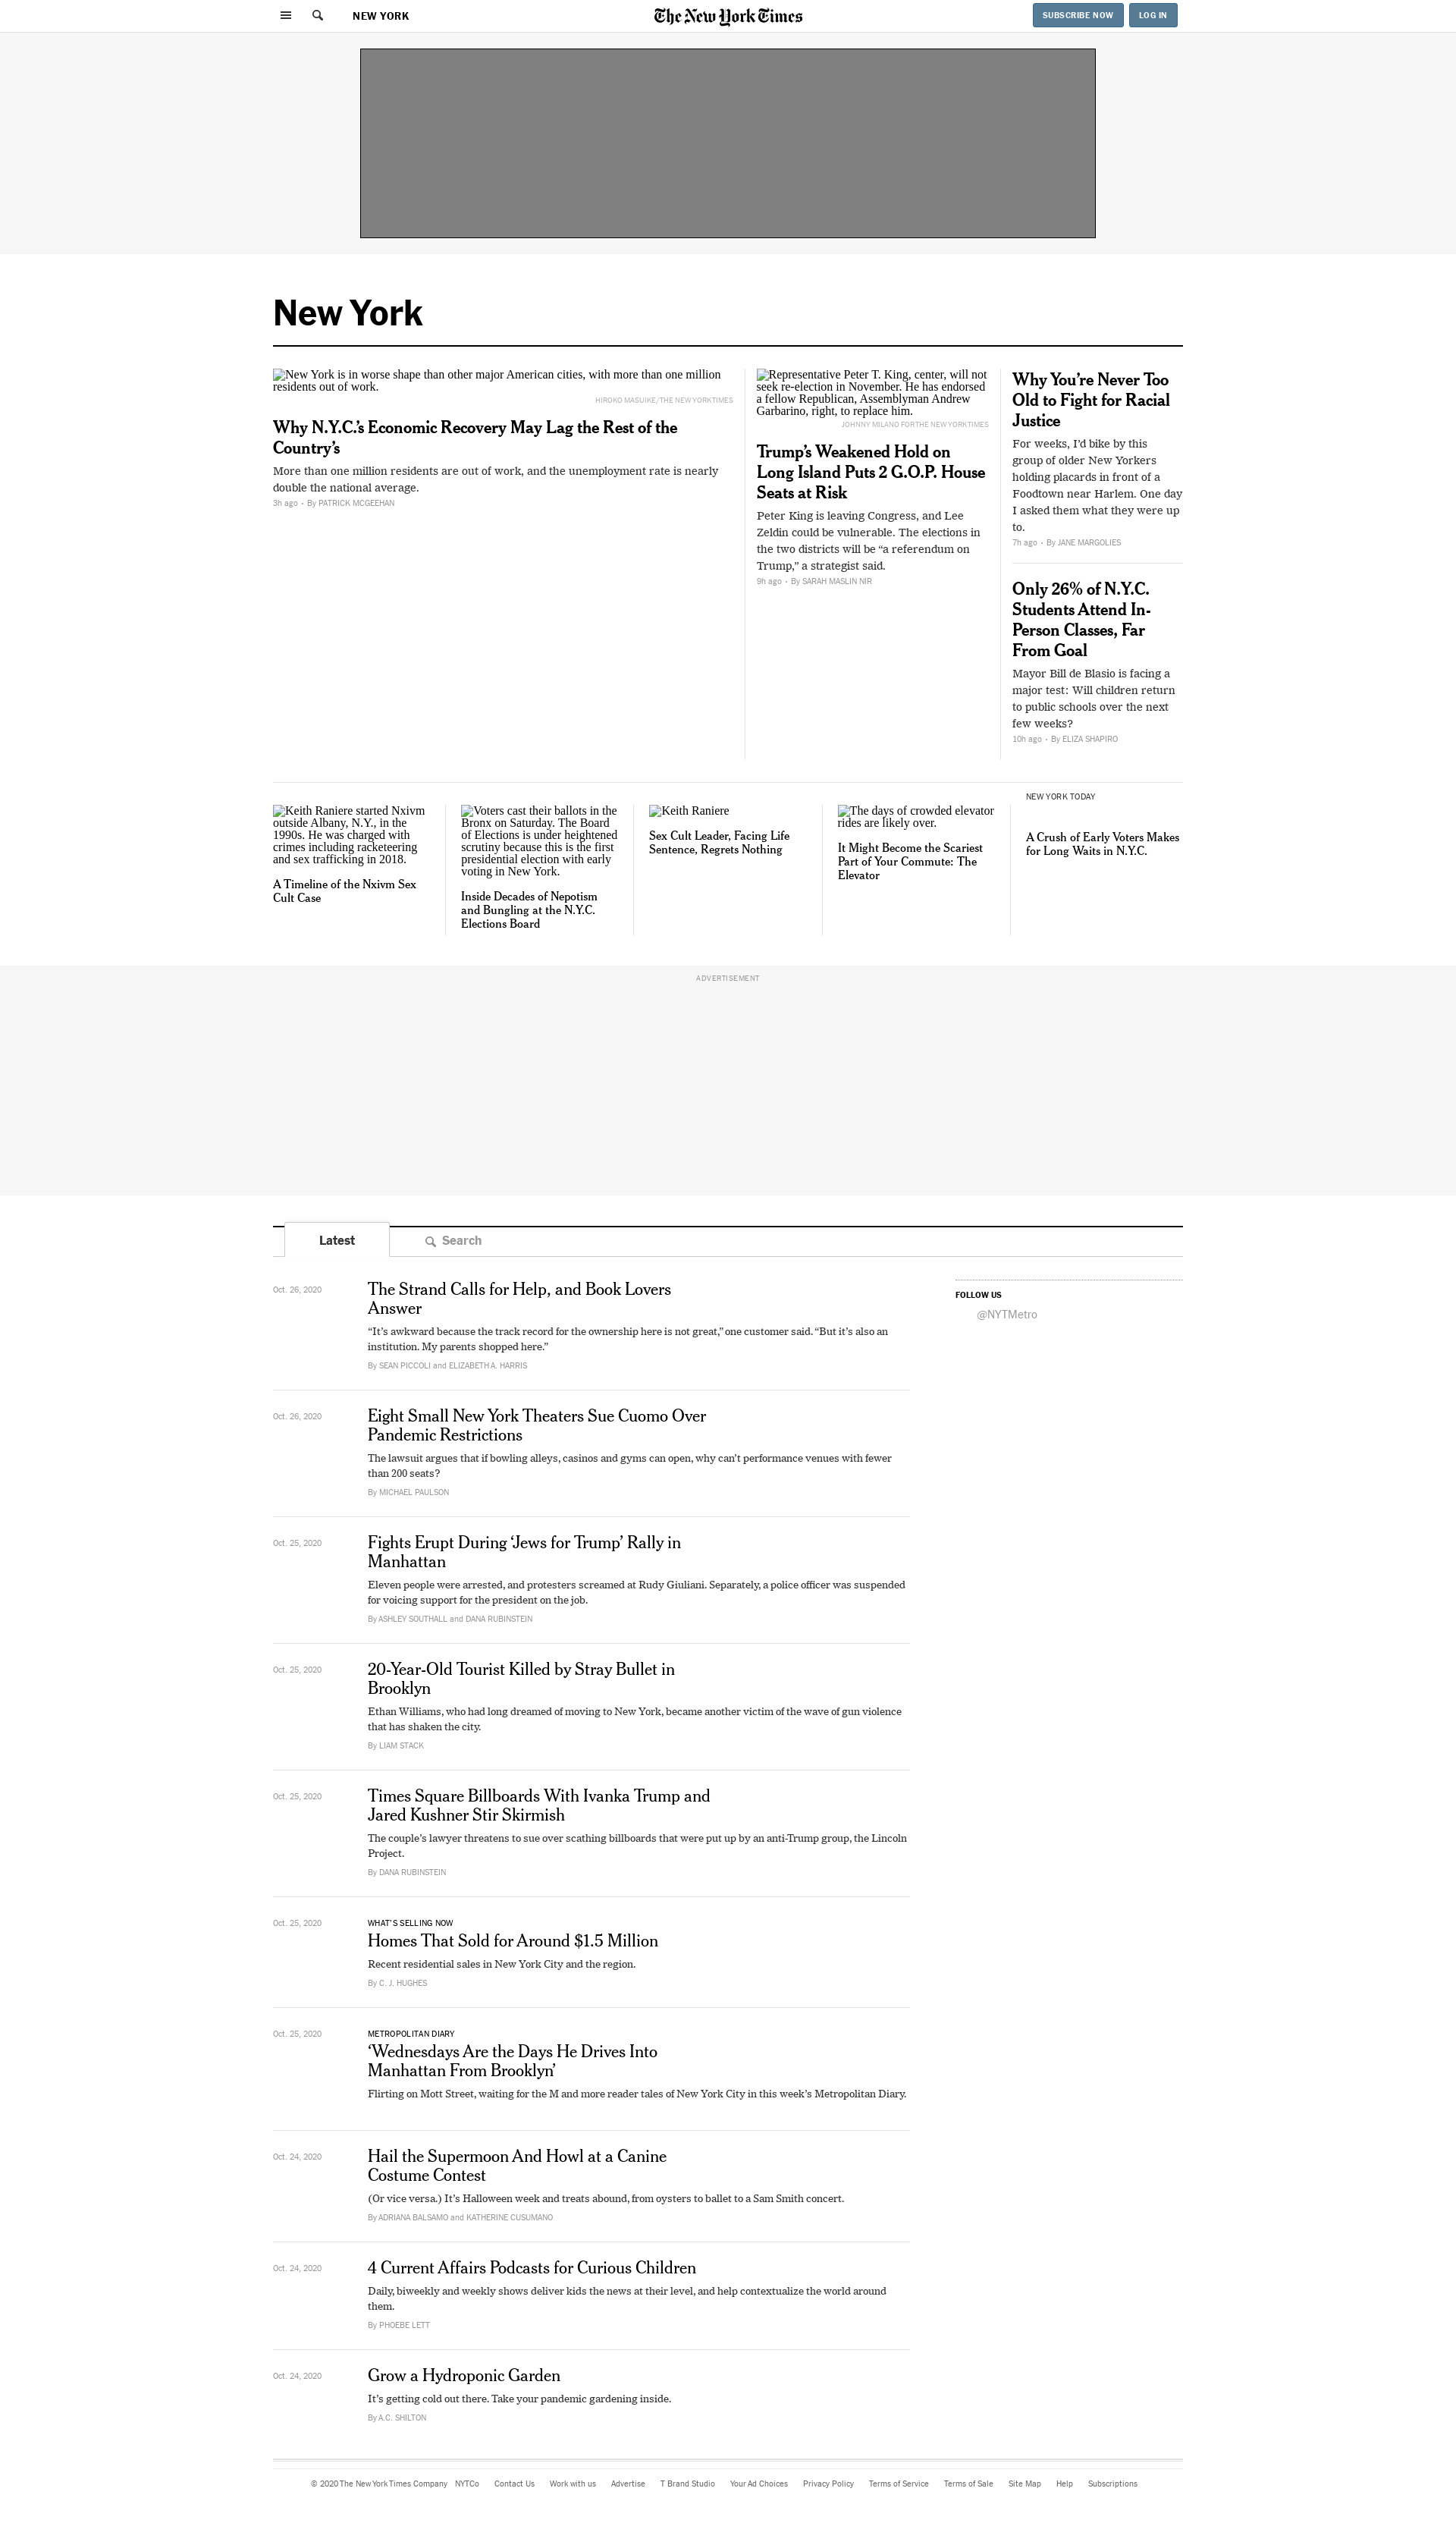 NEW YORK
The New York Times
SUBSCRIBE NOW
LOG IN
New York
New York is in worse shape than other major American cities, with more than one million
residents out of work.
HIROKO MASUIKE/THE NEW YORK TIMES
Why N.Y.C.’s Economic Recovery May Lag the Rest of the
Country’s
More than one million residents are out of work, and the unemployment rate is nearly
double the national average.
3h ago • By PATRICK MCGEEHAN
Representative Peter T. King, center, will not
seek re-election in November. He has endorsed
a fellow Republican, Assemblyman Andrew
Garbarino, right, to replace him.
JOHNNY MILANO FOR THE NEW YORK TIMES
Trump’s Weakened Hold on
Long Island Puts 2 G.O.P. House
Seats at Risk
Peter King is leaving Congress, and Lee
Zeldin could be vulnerable. The elections in
the two districts will be “a referendum on
Trump,” a strategist said.
9h ago • By SARAH MASLIN NIR
Why You’re Never Too
Old to Fight for Racial
Justice
For weeks, I’d bike by this
group of older New Yorkers
holding placards in front of a
Foodtown near Harlem. One day
I asked them what they were up
to.
7h ago • By JANE MARGOLIES
Only 26% of N.Y.C.
Students Attend In-
Person Classes, Far
From Goal
Mayor Bill de Blasio is facing a
major test: Will children return
to public schools over the next
few weeks?
10h ago • By ELIZA SHAPIRO
Keith Raniere started Nxivm
outside Albany, N.Y., in the
1990s. He was charged with
crimes including racketeering
and sex trafficking in 2018.
A Timeline of the Nxivm Sex
Cult Case
Voters cast their ballots in the
Bronx on Saturday. The Board
of Elections is under heightened
scrutiny because this is the first
presidential election with early
voting in New York.
Inside Decades of Nepotism
and Bungling at the N.Y.C.
Elections Board
Keith Raniere
Sex Cult Leader, Facing Life
Sentence, Regrets Nothing
The days of crowded elevator
rides are likely over.
It Might Become the Scariest
Part of Your Commute: The
Elevator
NEW YORK TODAY
A Crush of Early Voters Makes
for Long Waits in N.Y.C.
ADVERTISEMENT
Latest
Search
Oct. 26, 2020
The Strand Calls for Help, and Book Lovers
Answer
“It’s awkward because the track record for the ownership here is not great,” one customer said. “But it’s also an
institution. My parents shopped here.”
By SEAN PICCOLI and ELIZABETH A. HARRIS
FOLLOW US
@NYTMetro
Oct. 26, 2020
Eight Small New York Theaters Sue Cuomo Over
Pandemic Restrictions
The lawsuit argues that if bowling alleys, casinos and gyms can open, why can’t performance venues with fewer
than 200 seats?
By MICHAEL PAULSON
Oct. 25, 2020
Fights Erupt During ‘Jews for Trump’ Rally in
Manhattan
Eleven people were arrested, and protesters screamed at Rudy Giuliani. Separately, a police officer was suspended
for voicing support for the president on the job.
By ASHLEY SOUTHALL and DANA RUBINSTEIN
Oct. 25, 2020
20-Year-Old Tourist Killed by Stray Bullet in
Brooklyn
Ethan Williams, who had long dreamed of moving to New York, became another victim of the wave of gun violence
that has shaken the city.
By LIAM STACK
Oct. 25, 2020
Times Square Billboards With Ivanka Trump and
Jared Kushner Stir Skirmish
The couple’s lawyer threatens to sue over scathing billboards that were put up by an anti-Trump group, the Lincoln
Project.
By DANA RUBINSTEIN
Oct. 25, 2020
WHAT’S SELLING NOW
Homes That Sold for Around $1.5 Million
Recent residential sales in New York City and the region.
By C. J. HUGHES
Oct. 25, 2020
METROPOLITAN DIARY
‘Wednesdays Are the Days He Drives Into
Manhattan From Brooklyn’
Flirting on Mott Street, waiting for the M and more reader tales of New York City in this week’s Metropolitan Diary.
Oct. 24, 2020
Hail the Supermoon And Howl at a Canine
Costume Contest
(Or vice versa.) It’s Halloween week and treats abound, from oysters to ballet to a Sam Smith concert.
By ADRIANA BALSAMO and KATHERINE CUSUMANO
Oct. 24, 2020
4 Current Affairs Podcasts for Curious Children
Daily, biweekly and weekly shows deliver kids the news at their level, and help contextualize the world around
them.
By PHOEBE LETT
Oct. 24, 2020
Grow a Hydroponic Garden
It’s getting cold out there. Take your pandemic gardening inside.
By A.C. SHILTON
© 2020 The New York Times Company NYTCo Contact Us Work with us Advertise T Brand Studio Your Ad Choices Privacy Policy Terms of Service Terms of Sale Site Map Help Subscriptions